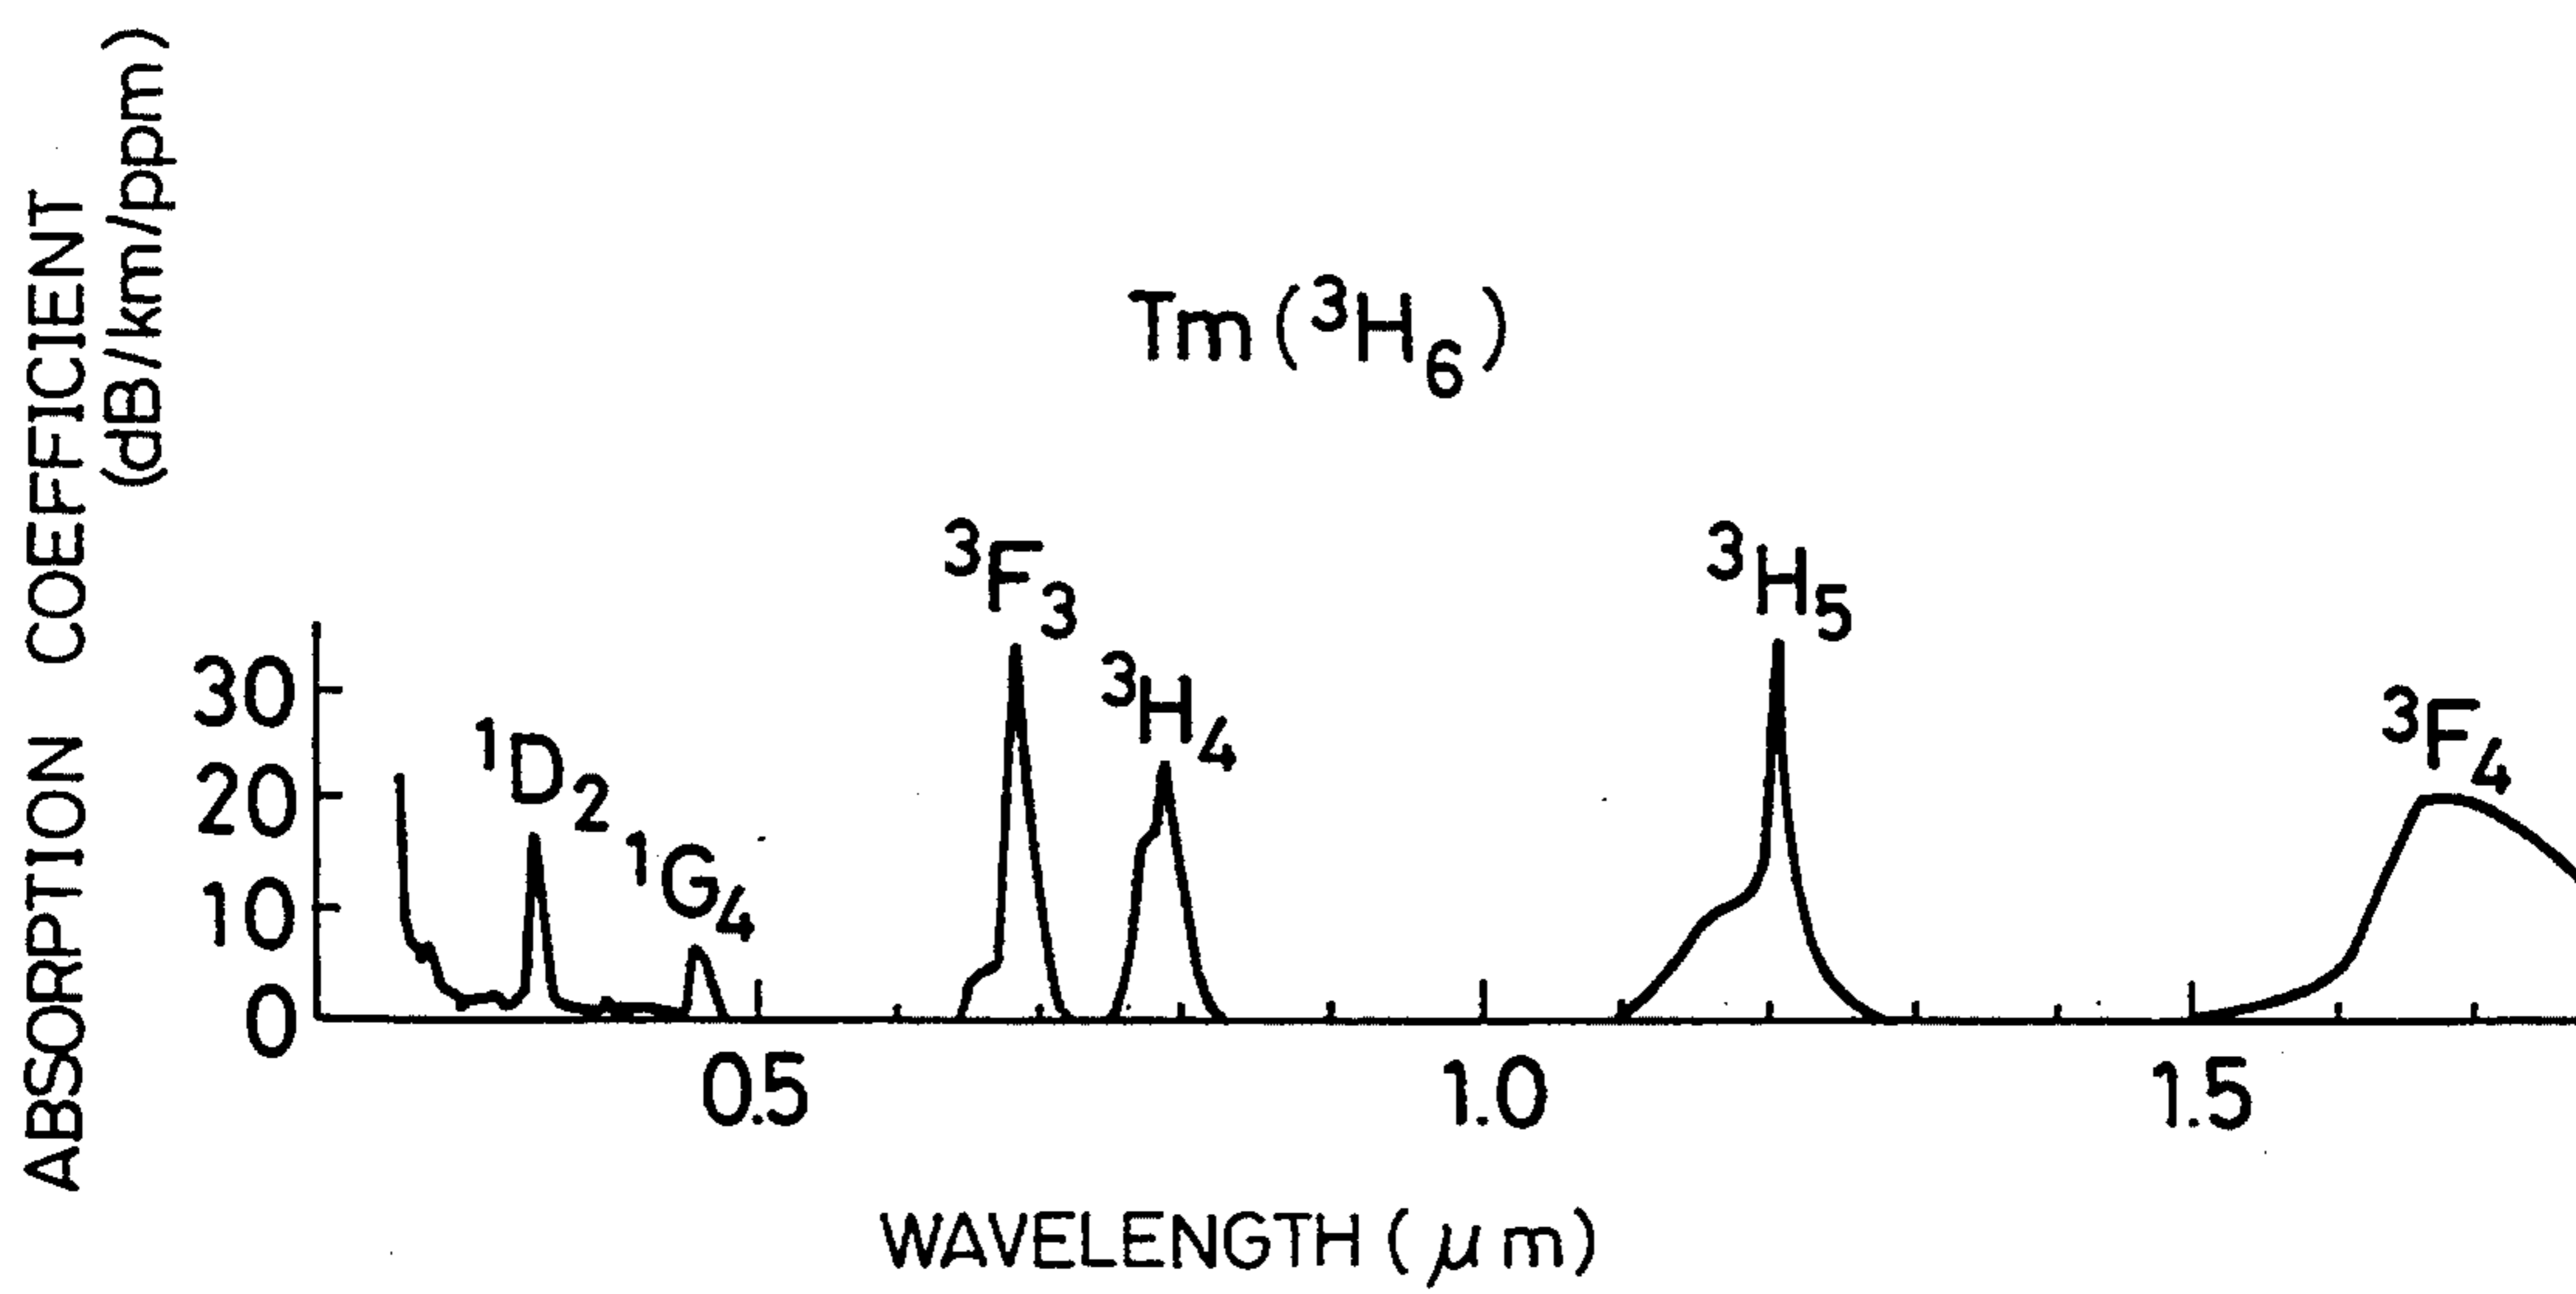 ABSORPTION COEFFICIENT
(dB/km/ppm)
Tm (³H₆)
³F₃
³H₅
³H₄
³F₄
¹D₂
¹G₄
30
20
10
0
0.5
1.0
1.5
WAVELENGTH (μm)